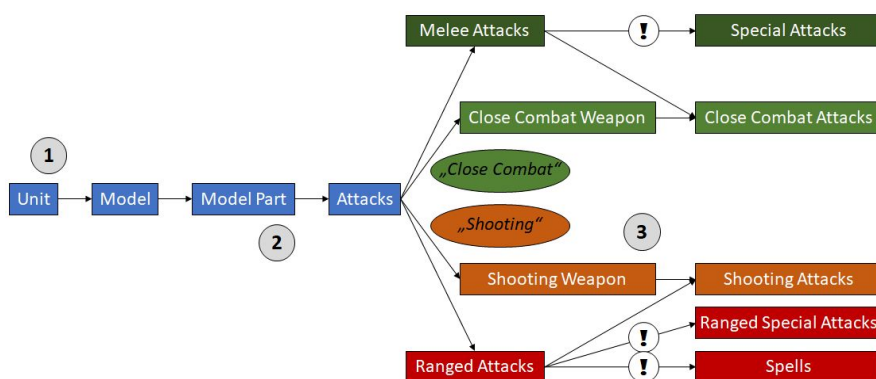 Melee Attacks
!
Special Attacks
Close Combat Weapon
Close Combat Attacks
1
„Close Combat“
Unit
Model
Model Part
Attacks
„Shooting“
2
3
Shooting Weapon
Shooting Attacks
Ranged Special Attacks
!
Ranged Attacks
!
Spells